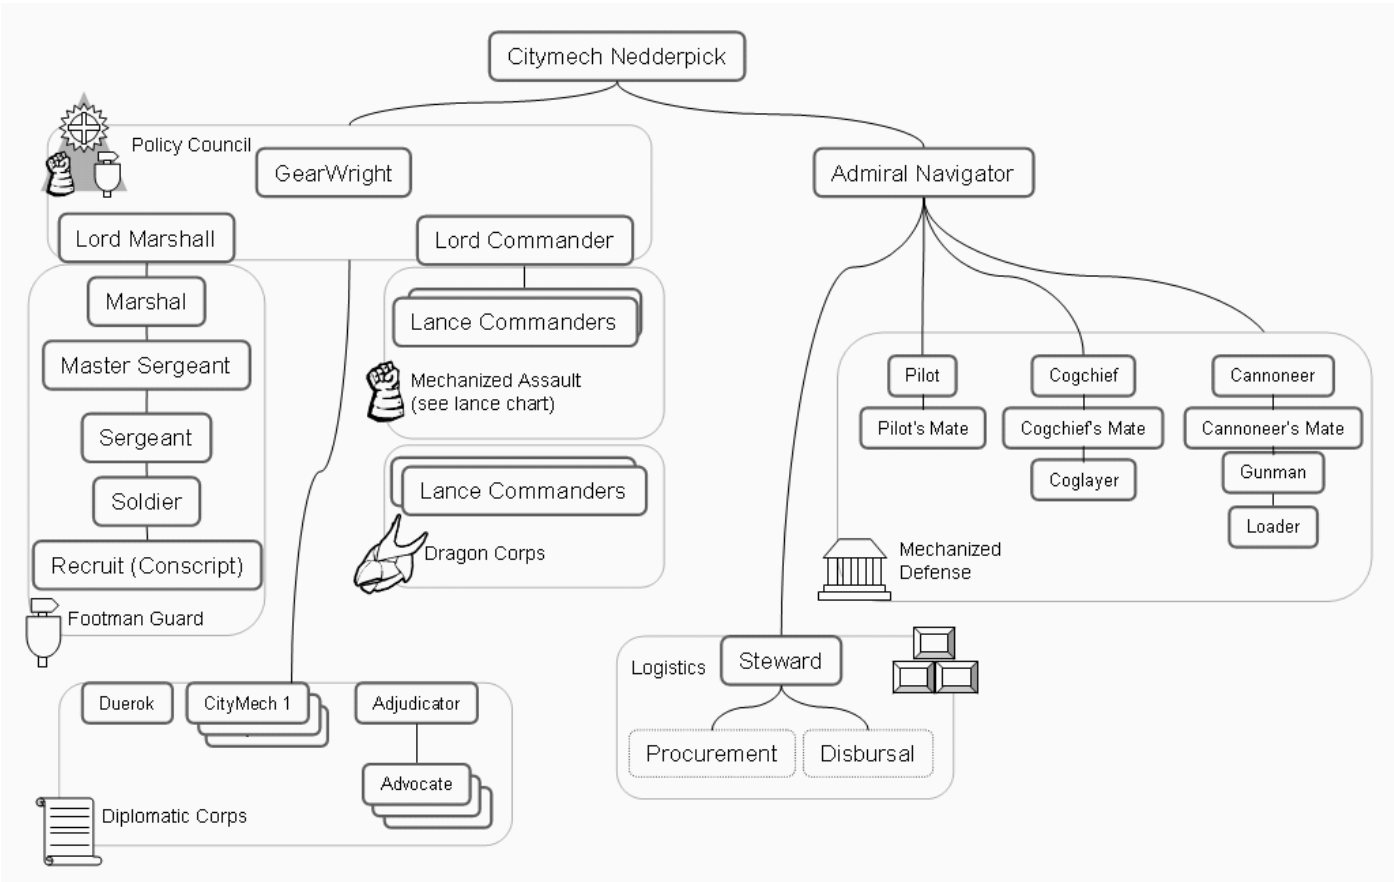 Citymech Nedderpick
Policy Council
GearWright
Admiral Navigator
Lord Marshall
Lord Commander
Marshal
Lance Commanders
Master Sergeant
Mechanized Assault
(see lance chart)
Sergeant
Soldier
Lance Commanders
Recruit (Conscript)
Dragon Corps
Footman Guard
Pilot
Cogchief
Cannoneer
Pilot's Mate
Cogchief's Mate
Cannoneer's Mate
Coglayer
Gunman
Loader
Mechanized
Defense
Logistics
Steward
Procurement
Disbursal
Duerok
CityMech 1
Adjudicator
Advocate
Diplomatic Corps